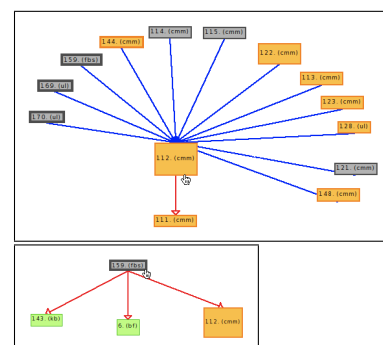 114. (cmm)
115. (cmm)
144. (cmm)
122. (cmm)
159. (fbs)
113. (cmm)
169. (ul)
123. (cmm)
170. (ul)
128. (ul)
112. (cmm)
121. (cmm)
148. (cmm)
111. (cmm)
159. (fbs)
143. (kb)
6. (bf)
112. (cmm)